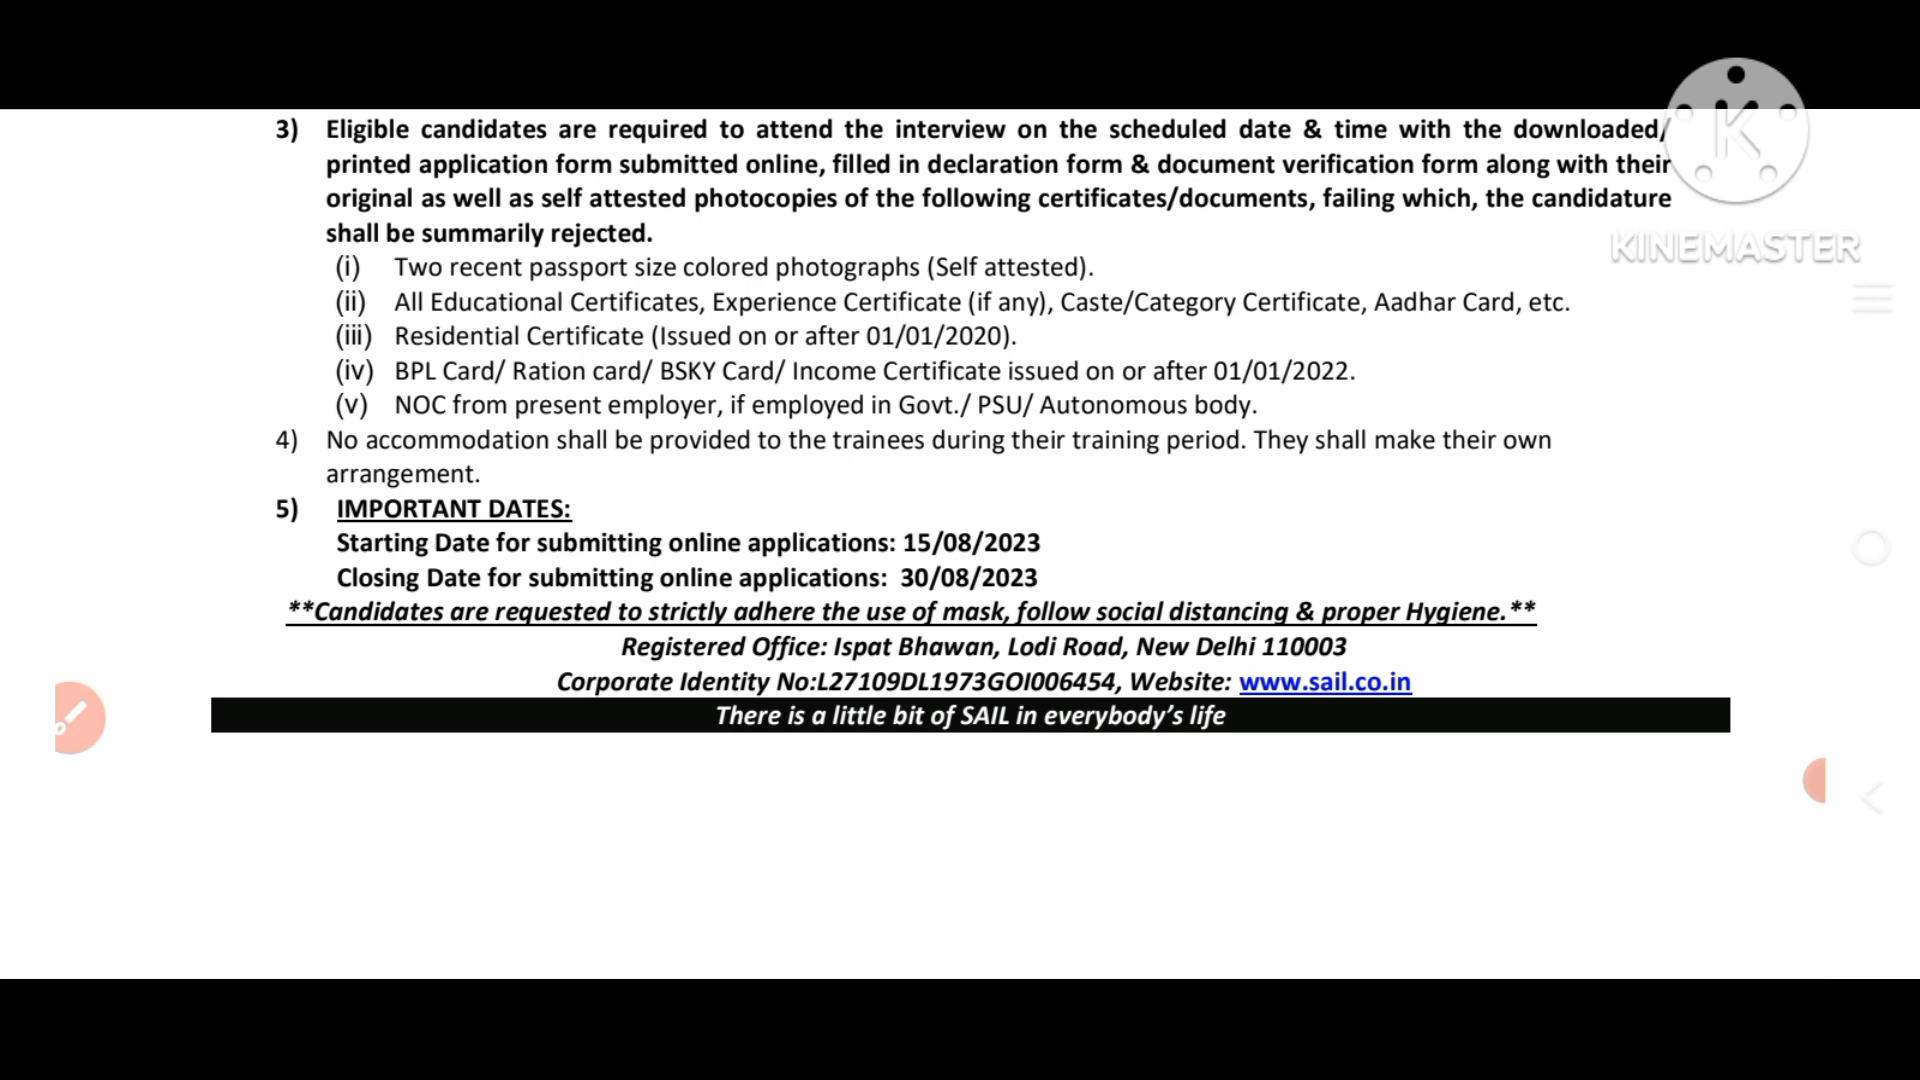 3) Eligible candidates are required to attend the interview on the scheduled date & time with the downloaded/
printed application form submitted online, filled in declaration form & document verification form along with their
original as well as self attested photocopies of the following certificates/documents, failing which, the candidature
shall be summarily rejected.
(i) Two recent passport size colored photographs (Self attested).
(ii) All Educational Certificates, Experience Certificate (if any), Caste/Category Certificate, Aadhar Card, etc.
(iii) Residential Certificate (Issued on or after 01/01/2020).
(iv) BPL Card/ Ration card/ BSKY Card/ Income Certificate issued on or after 01/01/2022.
(v) NOC from present employer, if employed in Govt./ PSU/ Autonomous body.
4) No accommodation shall be provided to the trainees during their training period. They shall make their own
arrangement.
5) IMPORTANT DATES:
Starting Date for submitting online applications: 15/08/2023
Closing Date for submitting online applications: 30/08/2023
**Candidates are requested to strictly adhere the use of mask, follow social distancing & proper Hygiene.**
Registered Office: Ispat Bhawan, Lodi Road, New Delhi 110003
Corporate Identity No:L27109DL1973GOI006454, Website: www.sail.co.in
There is a little bit of SAIL in everybody's life
K
KINEMASTER